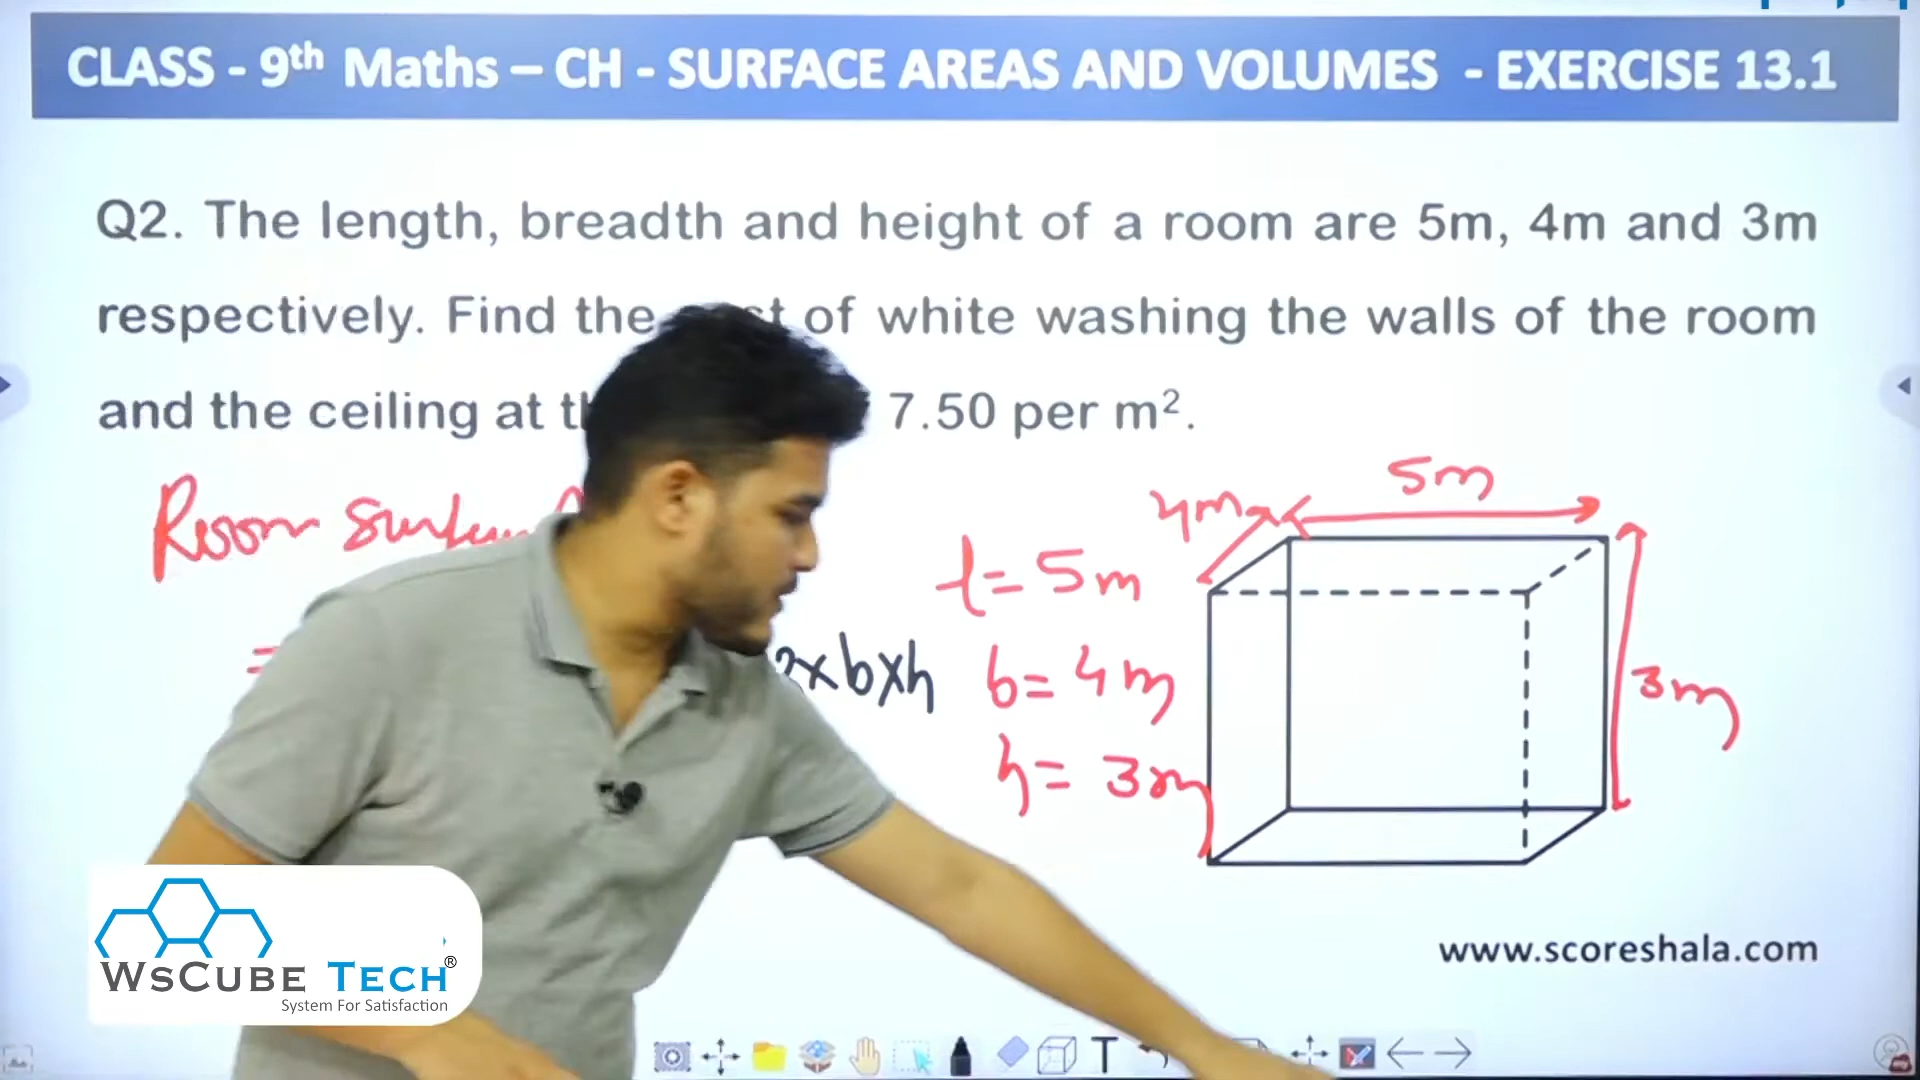 CLASS - 9th Maths – CH - SURFACE AREAS AND VOLUMES - EXERCISE 13.1
Q2. The length, breadth and height of a room are 5m, 4m and 3m
respectively. Find the of white washing the walls of the room
and the ceiling at 7.50 per m².
Room
5m
4m
l = 5m
=
xbxh
b = 4m
3m
h = 3m
www.scoreshala.com
WsCube Tech®
System For Satisfaction
T